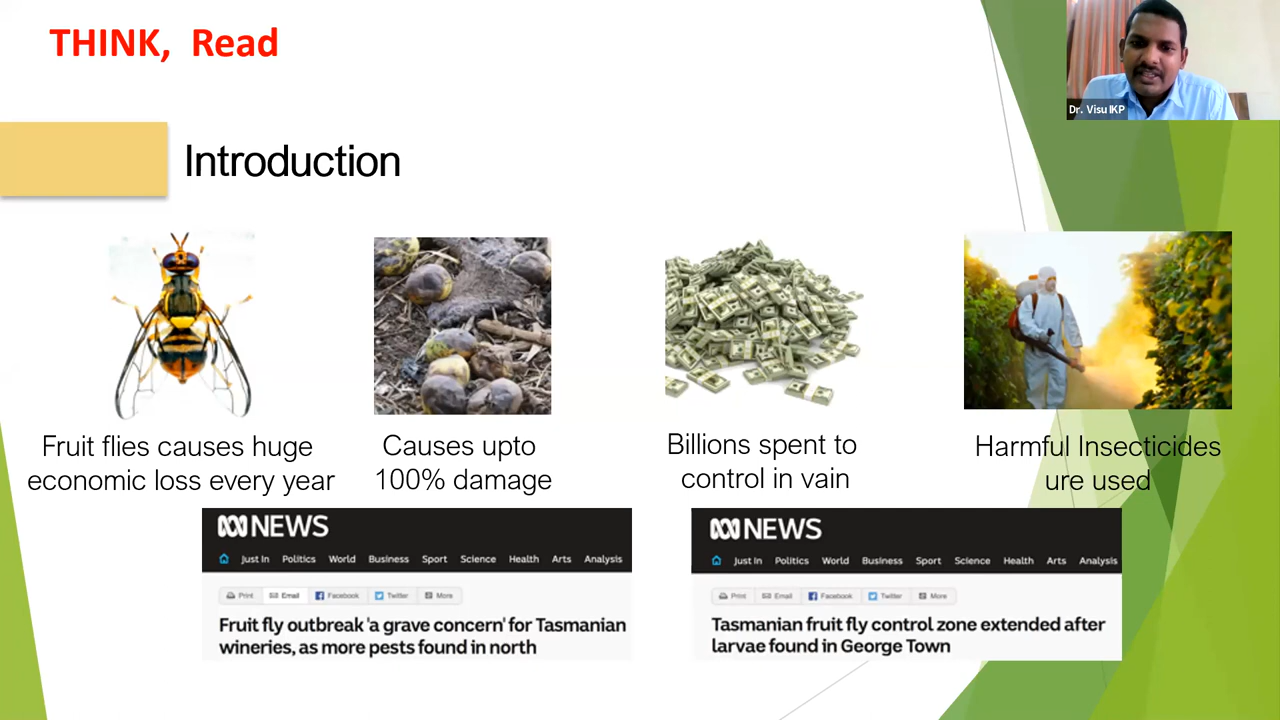 THINK, Read
Dr. Visu IKP
Introduction
Fruit flies causes huge
economic loss every year
Causes upto
100% damage
Billions spent to
control in vain
Harmful Insecticides
ure used
NEWS
Just In Politics World Business Sport Science Health Arts Analysis
Print Email Facebook Twitter More
Fruit fly outbreak 'a grave concern' for Tasmanian
wineries, as more pests found in north
NEWS
Just In Politics World Business Sport Science Health Arts Analysis
Print Email Facebook Twitter More
Tasmanian fruit fly control zone extended after
larvae found in George Town